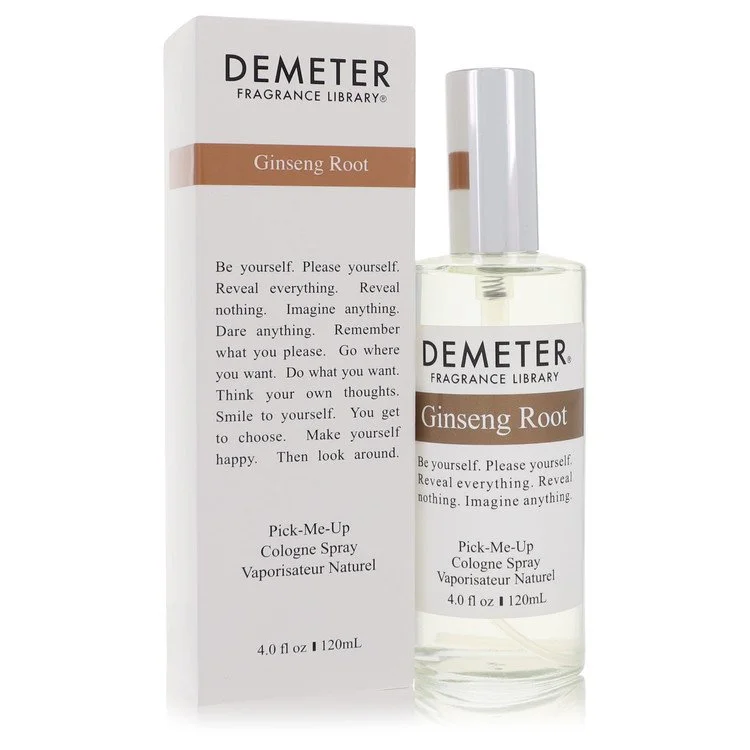 DEMETER
FRAGRANCE LIBRARY®
Ginseng Root
Be yourself. Please yourself.
Reveal everything. Reveal
nothing. Imagine anything.
Dare anything. Remember
what you please. Go where
you want. Do what you want.
Think your own thoughts.
Smile to yourself. You get
to choose. Make yourself
happy. Then look around.
Pick-Me-Up
Cologne Spray
Vaporisateur Naturel
4.0 fl oz ▮ 120mL
DEMETER®
FRAGRANCE LIBRARY
Ginseng Root
Be yourself. Please yourself.
Reveal everything. Reveal
nothing. Imagine anything.
Pick-Me-Up
Cologne Spray
Vaporisateur Naturel
4.0 fl oz ▮ 120mL